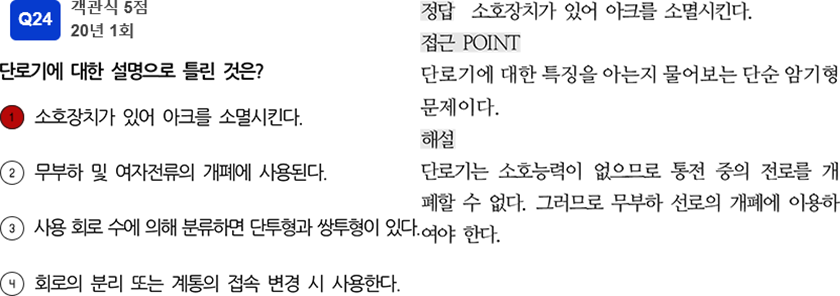 Q24
객관식 5점
20년 1회
단로기에 대한 설명으로 틀린 것은?
1 소호장치가 있어 아크를 소멸시킨다.
2 무부하 및 여자전류의 개폐에 사용된다.
3 사용 회로 수에 의해 분류하면 단투형과 쌍투형이 있다.
4 회로의 분리 또는 계통의 접속 변경 시 사용한다.
정답 소호장치가 있어 아크를 소멸시킨다.
접근 POINT
단로기에 대한 특징을 아는지 물어보는 단순 암기형
문제이다.
해설
단로기는 소호능력이 없으므로 통전 중의 전로를 개
폐할 수 없다. 그러므로 무부하 선로의 개폐에 이용하
여야 한다.